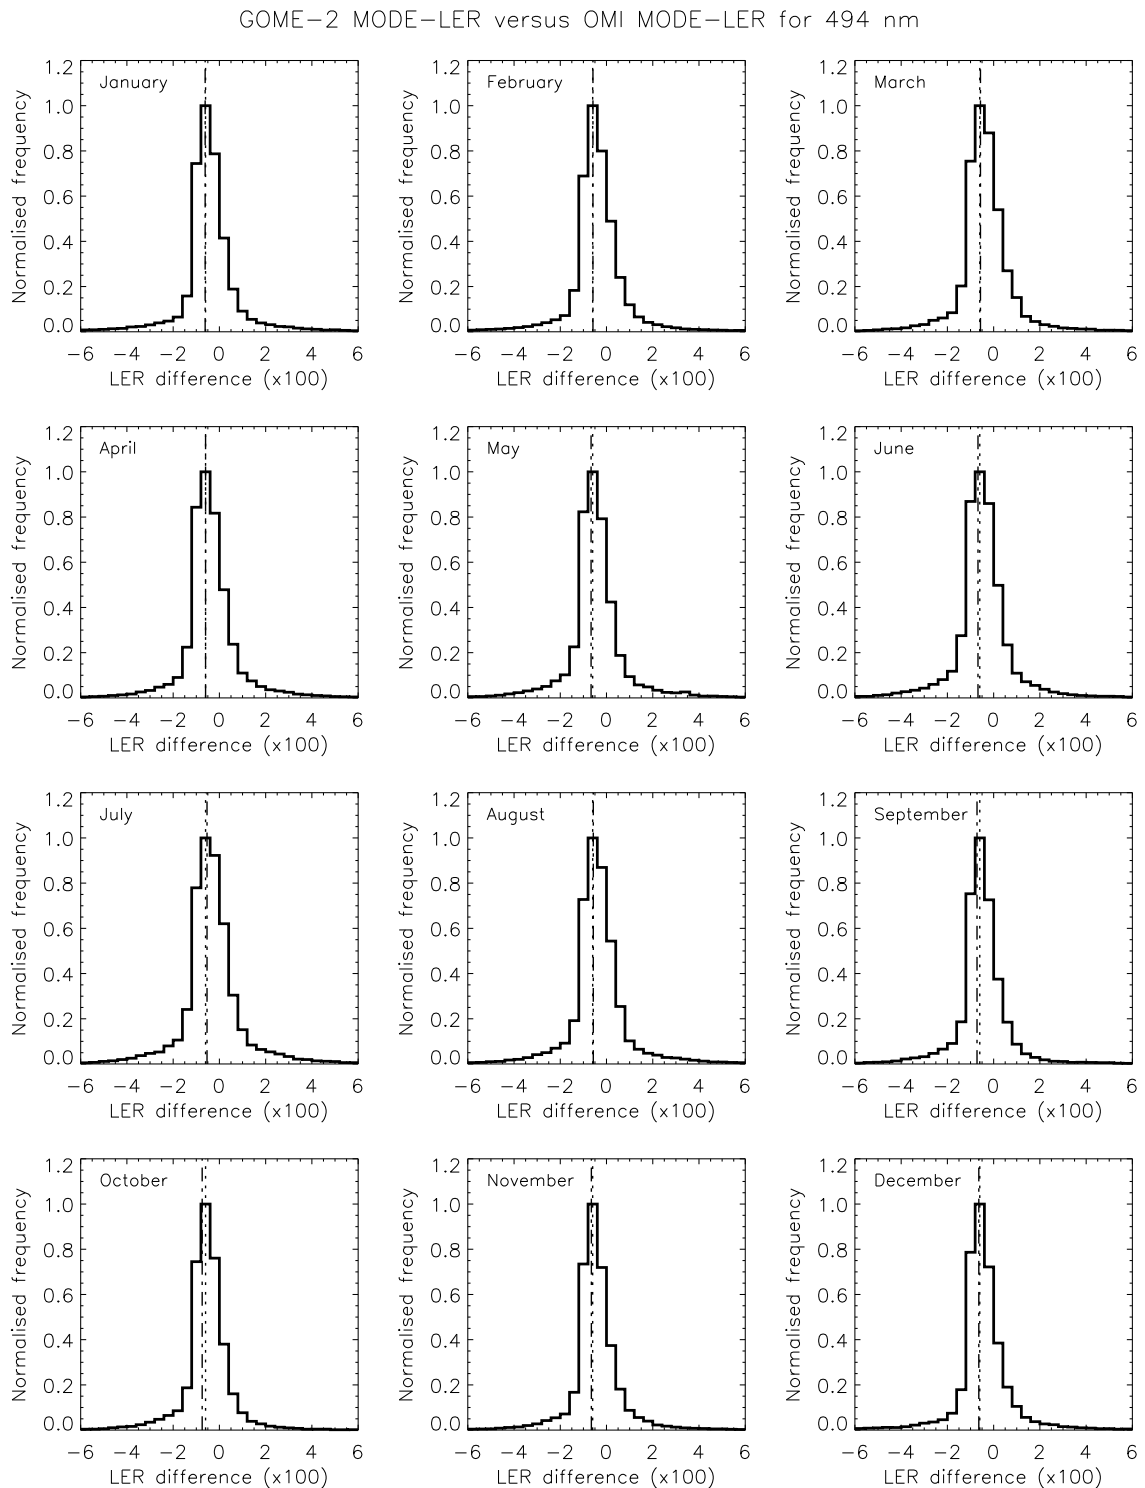 GOME−2 MODE−LER versus OMI MODE−LER for 494 nm
January
Normalised frequency
1.2
1.0
0.8
0.6
0.4
0.2
0.0
−6 −4 −2 0 2 4 6
LER difference (x100)
February
Normalised frequency
1.2
1.0
0.8
0.6
0.4
0.2
0.0
−6 −4 −2 0 2 4 6
LER difference (x100)
March
Normalised frequency
1.2
1.0
0.8
0.6
0.4
0.2
0.0
−6 −4 −2 0 2 4 6
LER difference (x100)
April
Normalised frequency
1.2
1.0
0.8
0.6
0.4
0.2
0.0
−6 −4 −2 0 2 4 6
LER difference (x100)
May
Normalised frequency
1.2
1.0
0.8
0.6
0.4
0.2
0.0
−6 −4 −2 0 2 4 6
LER difference (x100)
June
Normalised frequency
1.2
1.0
0.8
0.6
0.4
0.2
0.0
−6 −4 −2 0 2 4 6
LER difference (x100)
July
Normalised frequency
1.2
1.0
0.8
0.6
0.4
0.2
0.0
−6 −4 −2 0 2 4 6
LER difference (x100)
August
Normalised frequency
1.2
1.0
0.8
0.6
0.4
0.2
0.0
−6 −4 −2 0 2 4 6
LER difference (x100)
September
Normalised frequency
1.2
1.0
0.8
0.6
0.4
0.2
0.0
−6 −4 −2 0 2 4 6
LER difference (x100)
October
Normalised frequency
1.2
1.0
0.8
0.6
0.4
0.2
0.0
−6 −4 −2 0 2 4 6
LER difference (x100)
November
Normalised frequency
1.2
1.0
0.8
0.6
0.4
0.2
0.0
−6 −4 −2 0 2 4 6
LER difference (x100)
December
Normalised frequency
1.2
1.0
0.8
0.6
0.4
0.2
0.0
−6 −4 −2 0 2 4 6
LER difference (x100)